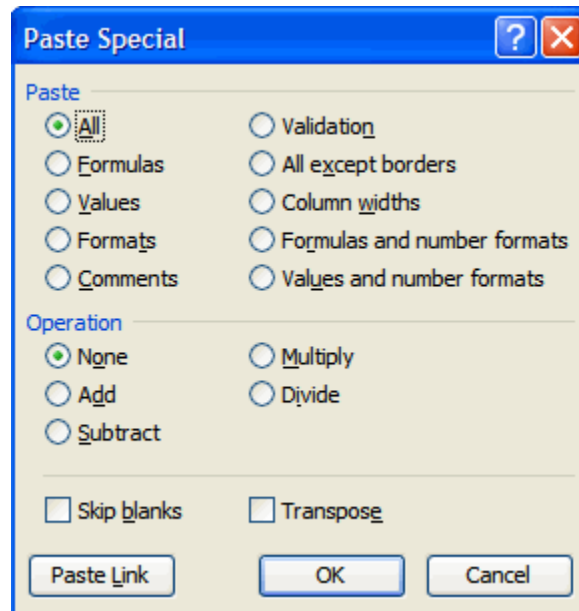 Paste Special
Paste
All
Validation
Formulas
All except borders
Values
Column widths
Formats
Formulas and number formats
Comments
Values and number formats
Operation
None
Multiply
Add
Divide
Subtract
Skip blanks
Transpose
Paste Link
OK
Cancel